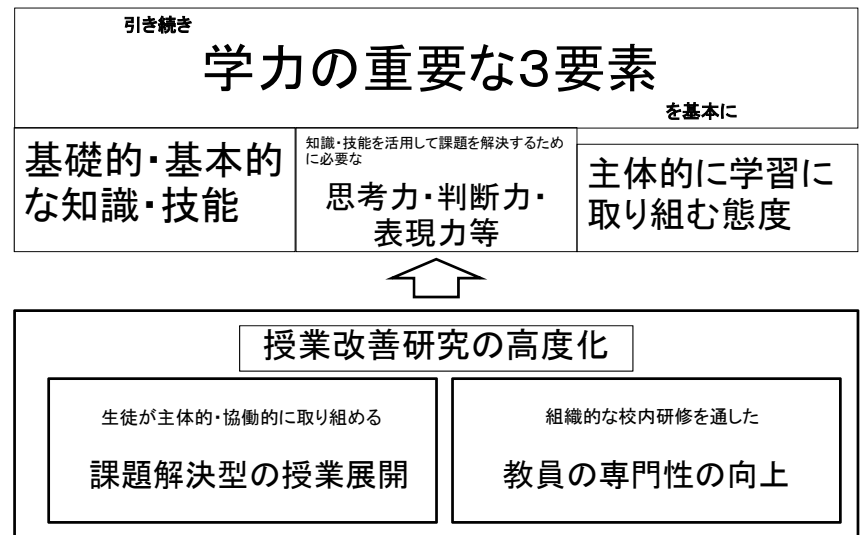 引き続き
学力の重要な3要素
を基本に
基礎的・基本的
な知識・技能
知識・技能を活用して課題を解決するため
に必要な
思考力・判断力・
表現力等
主体的に学習に
取り組む態度
授業改善研究の高度化
生徒が主体的・協働的に取り組める
課題解決型の授業展開
組織的な校内研修を通した
教員の専門性の向上